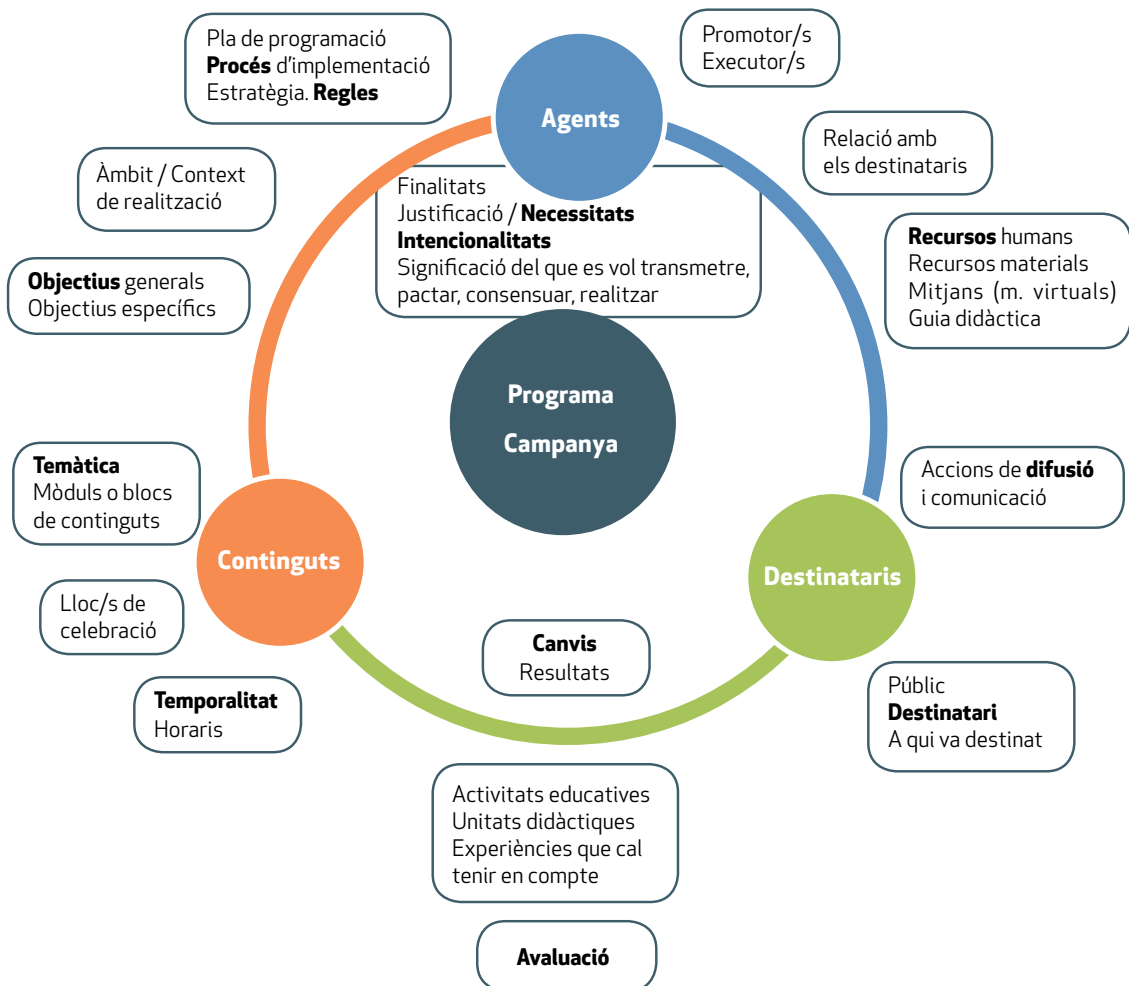 Pla de programació
Procés d'implementació
Estratègia. Regles
Promotor/s
Executor/s
Agents
Relació amb
els destinataris
Àmbit / Context
de realització
Finalitats
Justificació / Necessitats
Intencionalitats
Significació del que es vol transmetre,
pactar, consensuar, realitzar
Recursos humans
Recursos materials
Mitjans (m. virtuals)
Guia didàctica
Objectius generals
Objectius específics
Programa
Campanya
Temàtica
Mòduls o blocs
de continguts
Accions de difusió
i comunicació
Continguts
Destinataris
Lloc/s de
celebració
Canvis
Resultats
Temporalitat
Horaris
Públic
Destinatari
A qui va destinat
Activitats educatives
Unitats didàctiques
Experiències que cal
tenir en compte
Avaluació